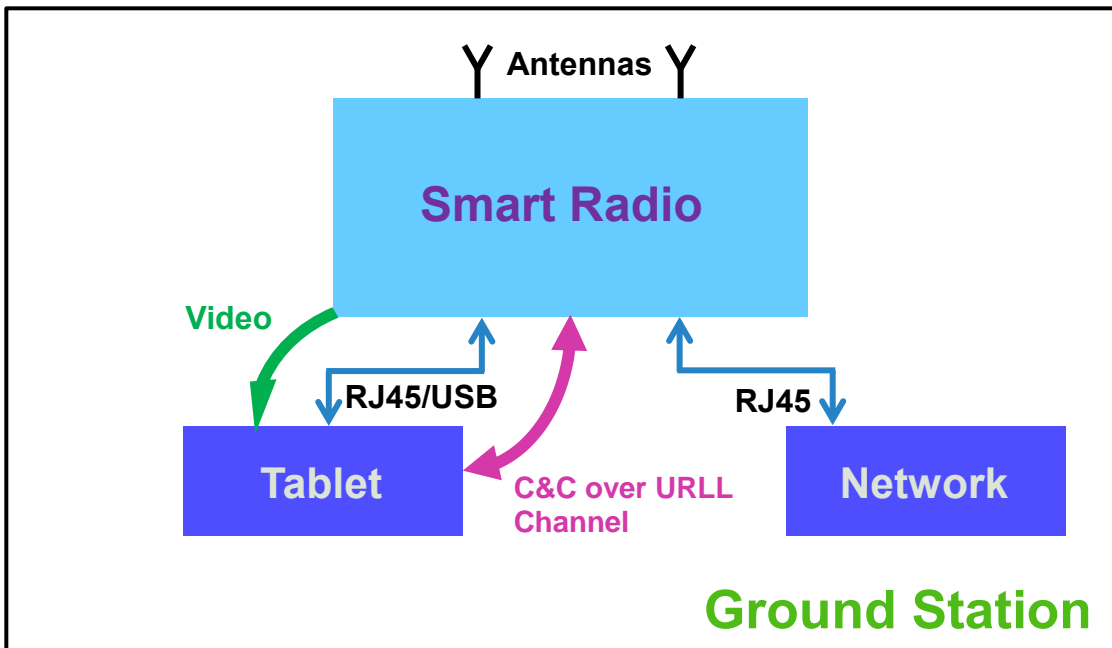 Antennas
Smart Radio
Video
RJ45/USB
RJ45
Tablet
C&C over URLL
Channel
Network
Ground Station